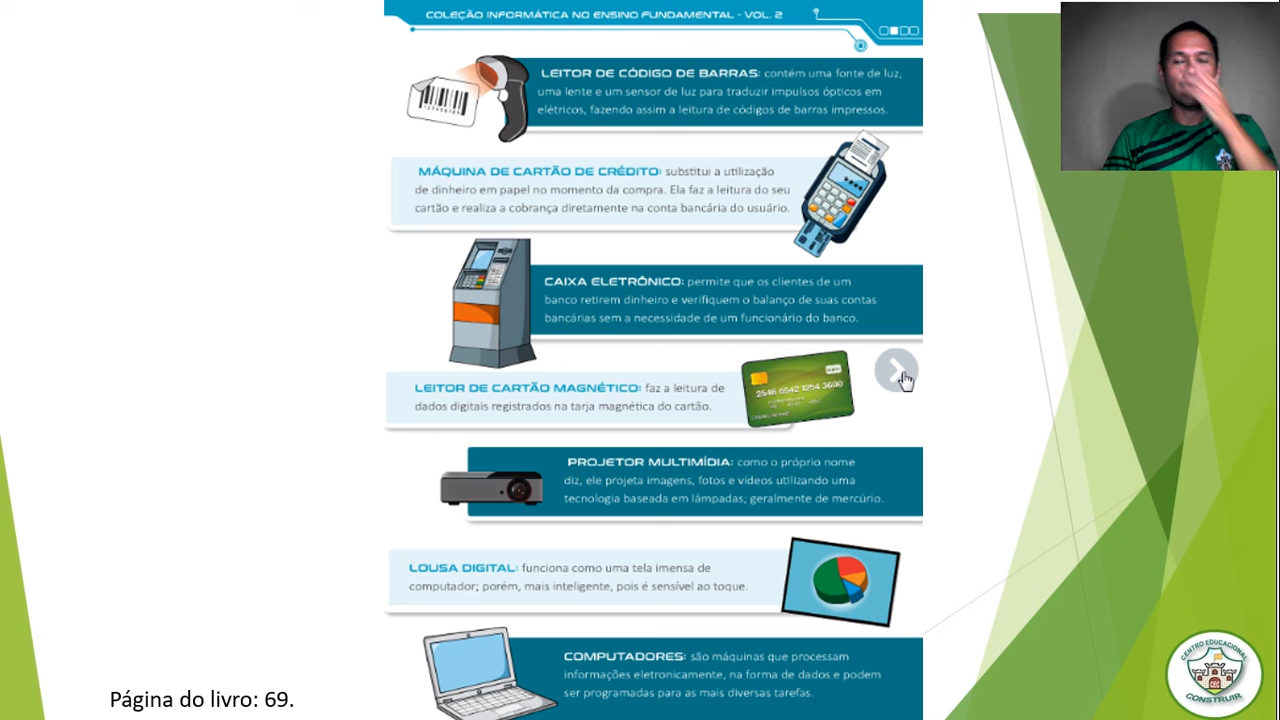 COLEÇÃO INFORMÁTICA NO ENSINO FUNDAMENTAL - VOL. 2
LEITOR DE CÓDIGO DE BARRAS: contém uma fonte de luz,
uma lente e um sensor de luz para traduzir impulsos ópticos em
elétricos, fazendo assim a leitura de códigos de barras impressos.
MÁQUINA DE CARTÃO DE CRÉDITO: substitui a utilização
de dinheiro em papel no momento da compra. Ela faz a leitura do seu
cartão e realiza a cobrança diretamente na conta bancária do usuário.
CAIXA ELETRÔNICO: permite que os clientes de um
banco retirem dinheiro e verifiquem o balanço de suas contas
bancárias sem a necessidade de um funcionário do banco.
LEITOR DE CARTÃO MAGNÉTICO: faz a leitura de
dados digitais registrados na tarja magnética do cartão.
2546 6542 1254 3600
PROJETOR MULTIMÍDIA: como o próprio nome
diz, ele projeta imagens, fotos e vídeos utilizando uma
tecnologia baseada em lâmpadas; geralmente de mercúrio.
LOUSA DIGITAL: funciona como uma tela imensa de
computador; porém, mais inteligente, pois é sensível ao toque.
COMPUTADORES: são máquinas que processam
informações eletronicamente, na forma de dados e podem
ser programadas para as mais diversas tarefas.
Página do livro: 69.
CENTRO EDUCACIONAL
CEC
CONSTRUIR